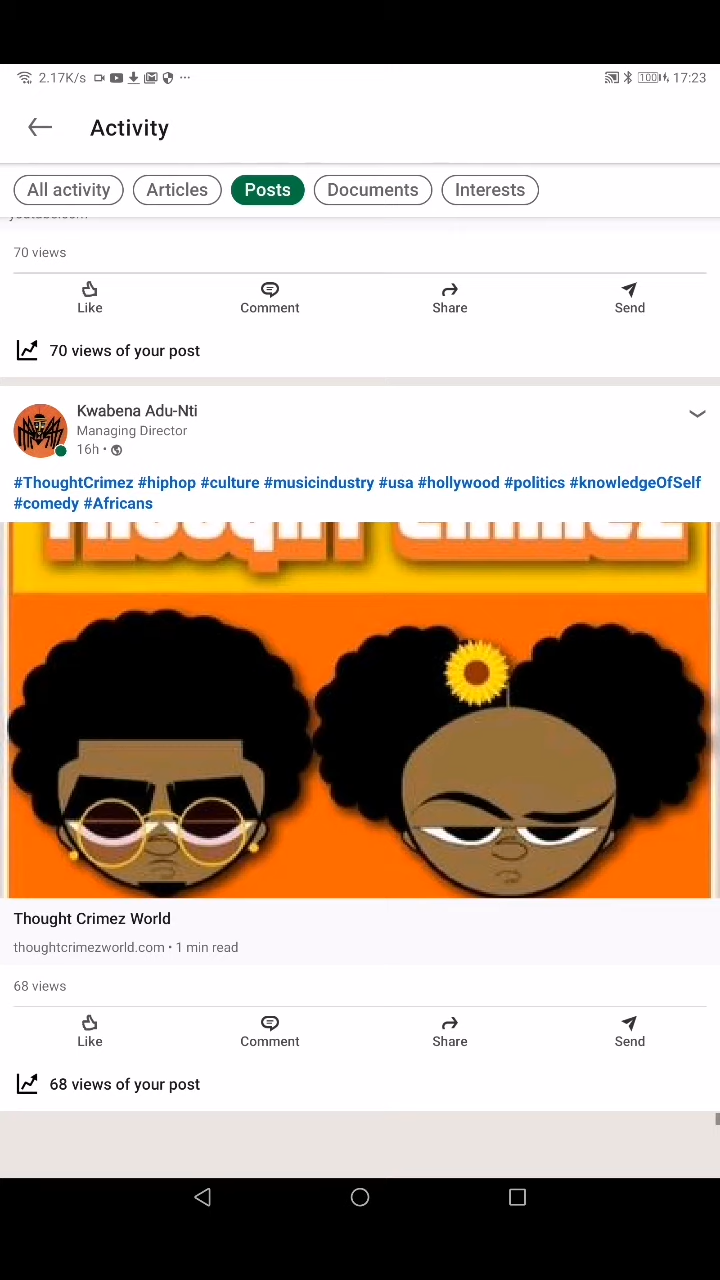 2.17K/s ... 100 17:23
Activity
All activity Articles Posts Documents Interests
70 views
Like Comment Share Send
70 views of your post
Kwabena Adu-Nti
Managing Director
16h •
#ThoughtCrimez #hiphop #culture #musicindustry #usa #hollywood #politics #knowledgeOfSelf
#comedy #Africans
Thought Crimez World
thoughtcrimezworld.com • 1 min read
68 views
Like Comment Share Send
68 views of your post